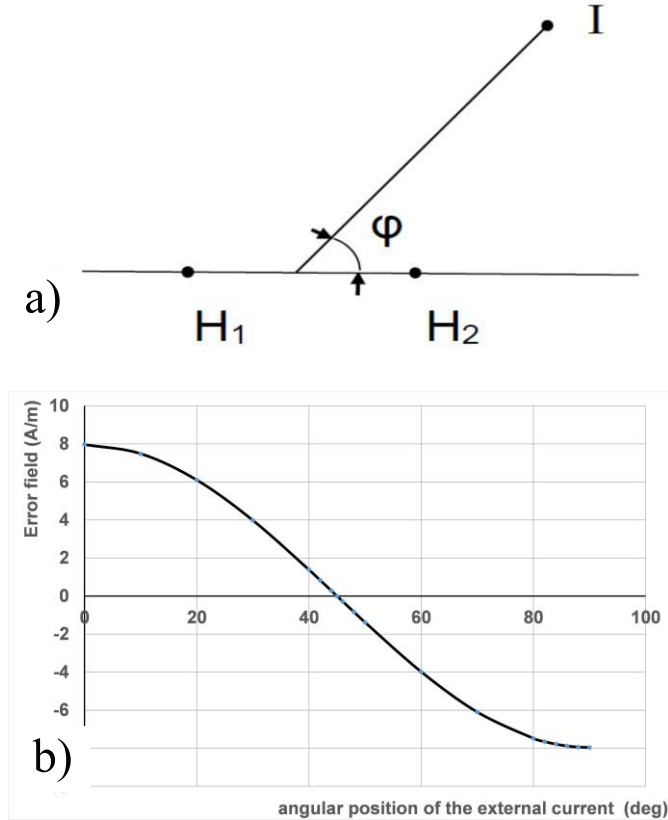 I
φ
a)
H₁
H₂
Error field (A/m)
10
8
6
4
2
0
-2
-4
-6
0
20
40
60
80
100
b)
angular position of the external current (deg)